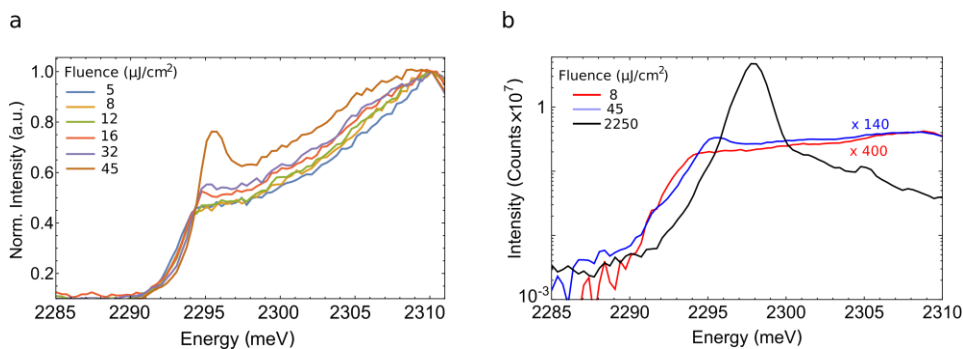 a
Fluence (μJ/cm²)
5
8
12
16
32
45
Norm. Intensity (a.u.)
1.0
0.8
0.6
0.4
0.2
2285 2290 2295 2300 2305 2310
Energy (meV)
b
Fluence (μJ/cm²)
8
45
2250
x 140
x 400
Intensity (Counts×10⁷)
1
10⁻³
2285 2290 2295 2300 2305 2310
Energy (meV)